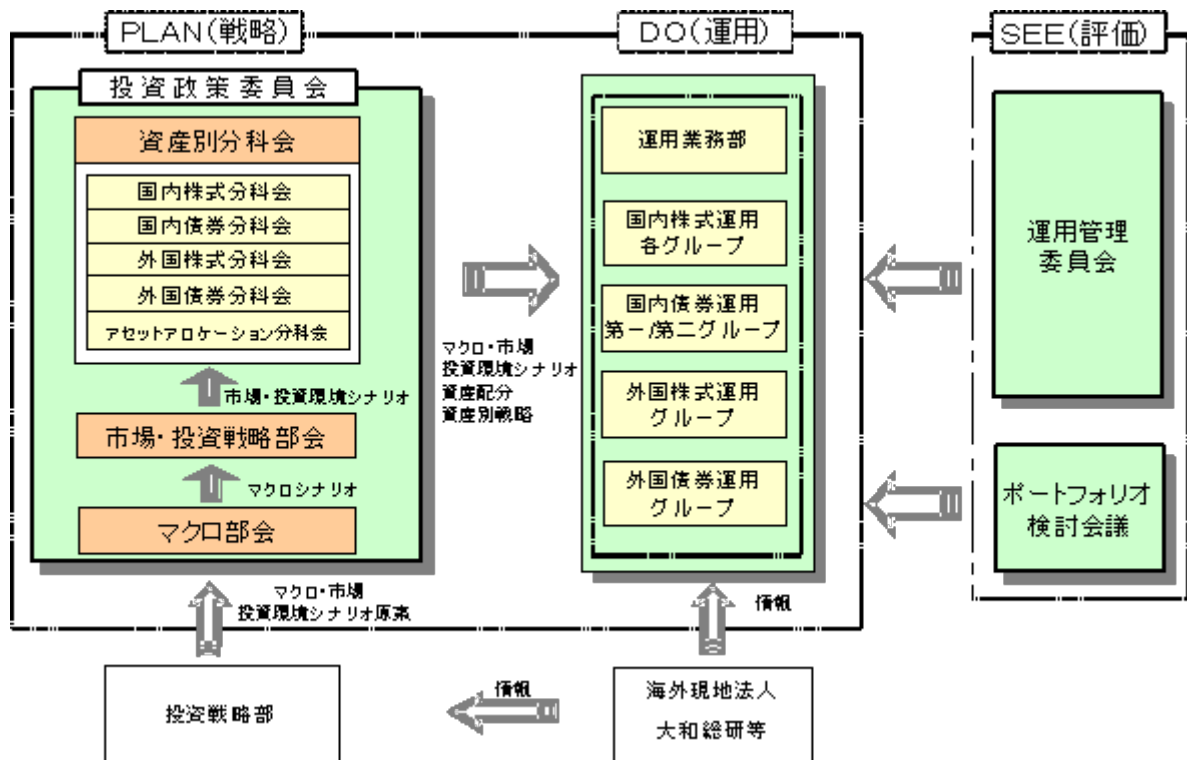 PLAN(戦略)
投資政策委員会
資産別分科会
国内株式分科会
国内債券分科会
外国株式分科会
外国債券分科会
アセットアロケーション分科会
市場・投資環境シナリオ
市場・投資戦略部会
マクロシナリオ
マクロ部会
マクロ・市場
投資環境シナリオ原案
投資戦略部
マクロ・市場
投資環境シナリオ
資産配分
資産別戦略
DO(運用)
運用業務部
国内株式運用
各グループ
国内債券運用
第一/第二グループ
外国株式運用
グループ
外国債券運用
グループ
情報
情報
海外現地法人
大和総研等
SEE(評価)
運用管理
委員会
ポートフォリオ
検討会議